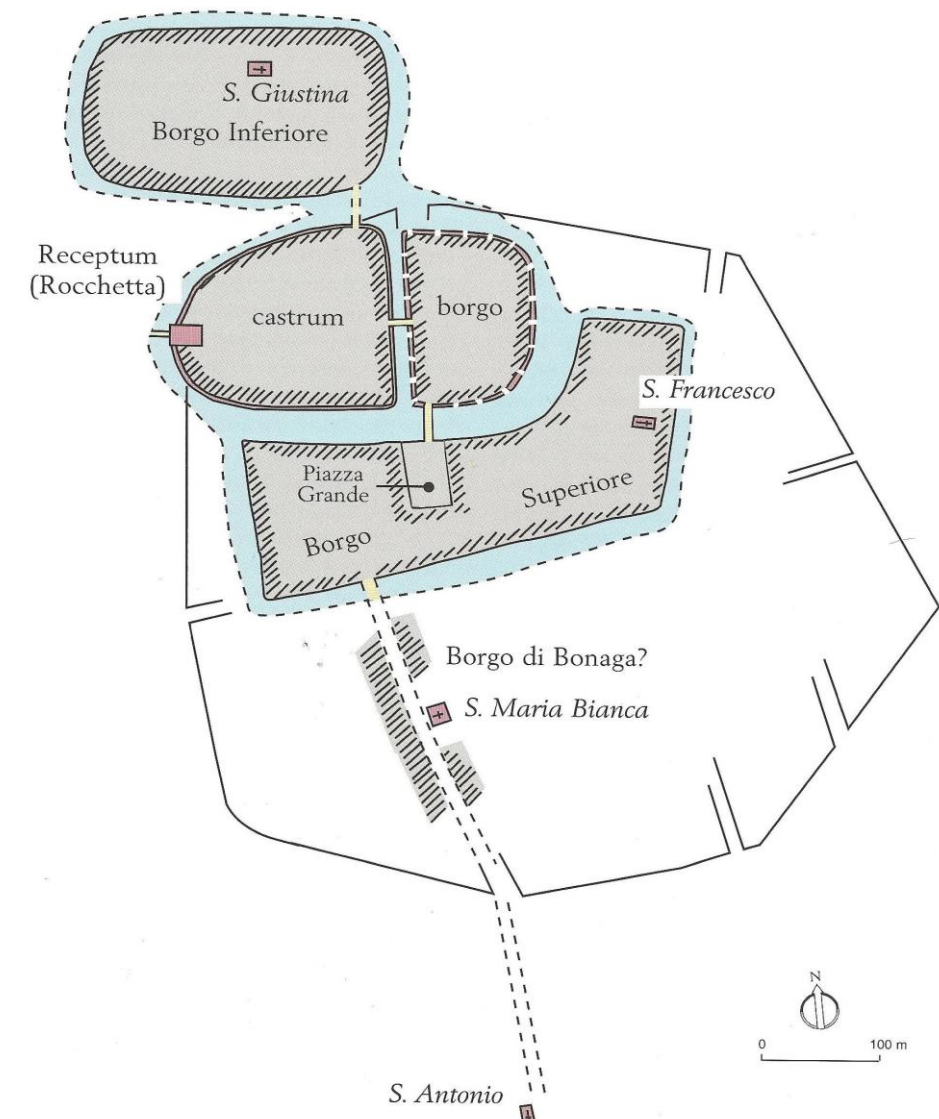 S. Giustina
Borgo Inferiore
Receptum
(Rocchetta)
castrum
borgo
S. Francesco
Piazza
Grande
Superiore
Borgo
Borgo di Bonaga?
S. Maria Bianca
N
0 100 m
S. Antonio